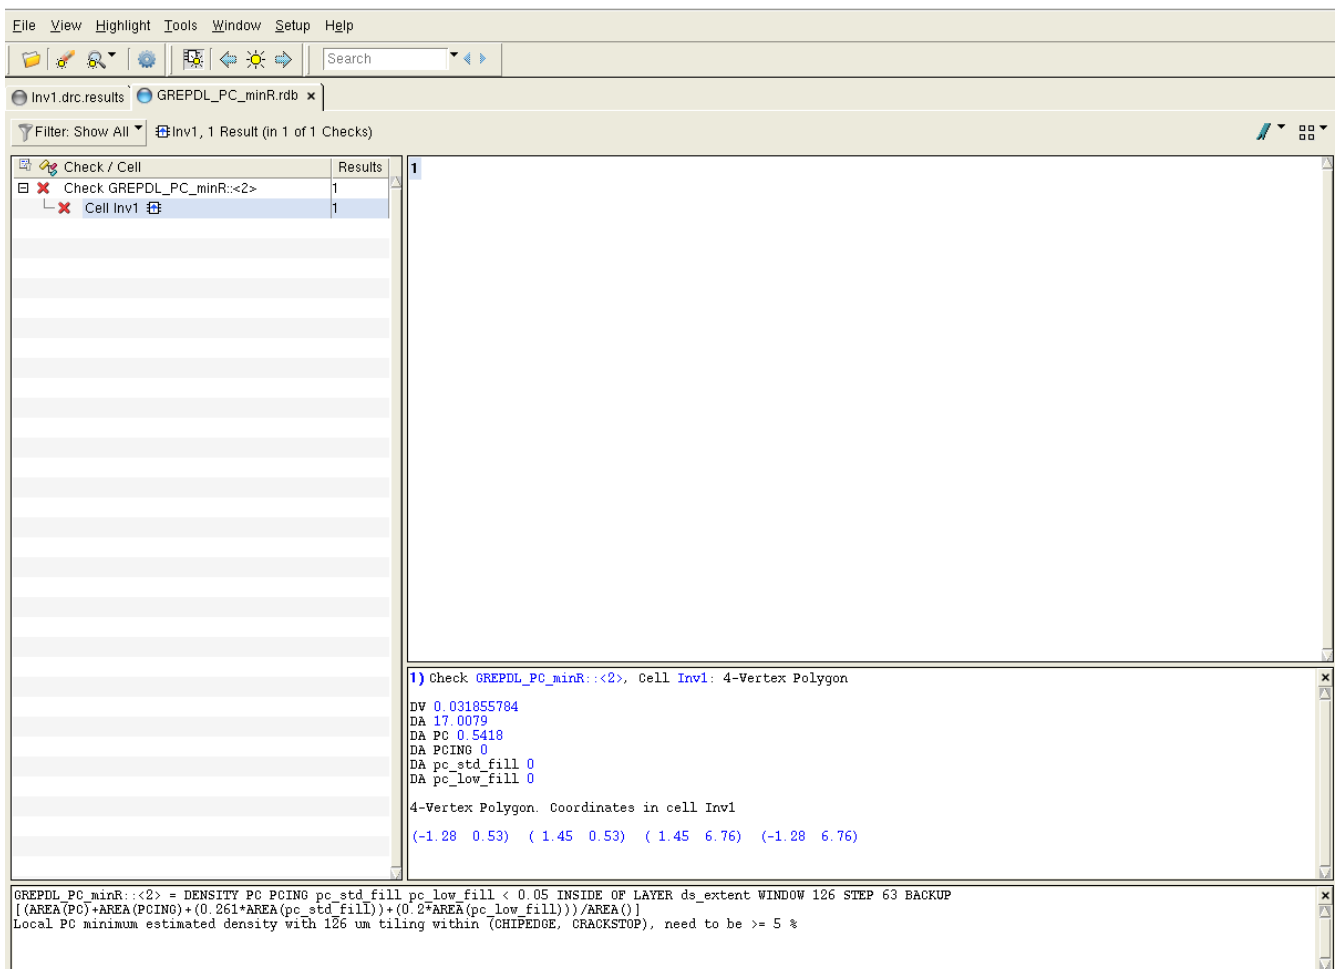 File View Highlight Tools Window Setup Help
Search
Inv1.drc.results GREPDL_PC_minR.rdb x
Filter: Show All Inv1, 1 Result (in 1 of 1 Checks)
Check / Cell Results
Check GREPDL_PC_minR::<2> 1
Cell Inv1 1
1
1) Check GREPDL_PC_minR::<2>, Cell Inv1: 4-Vertex Polygon
DV 0.031855784
DA 17.0079
DA PC 0.5418
DA PCING 0
DA pc_std_fill 0
DA pc_low_fill 0
4-Vertex Polygon. Coordinates in cell Inv1
(-1.28 0.53) ( 1.45 0.53) ( 1.45 6.76) (-1.28 6.76)
GREPDL_PC_minR::<2> = DENSITY PC PCING pc_std_fill pc_low_fill < 0.05 INSIDE OF LAYER ds_extent WINDOW 126 STEP 63 BACKUP
[(AREA(PC)+AREA(PCING)+(0.261*AREA(pc_std_fill))+(0.2*AREA(pc_low_fill)))/AREA()]
Local PC minimum estimated density with 126 um tiling within (CHIPEDGE, CRACKSTOP), need to be >= 5 %